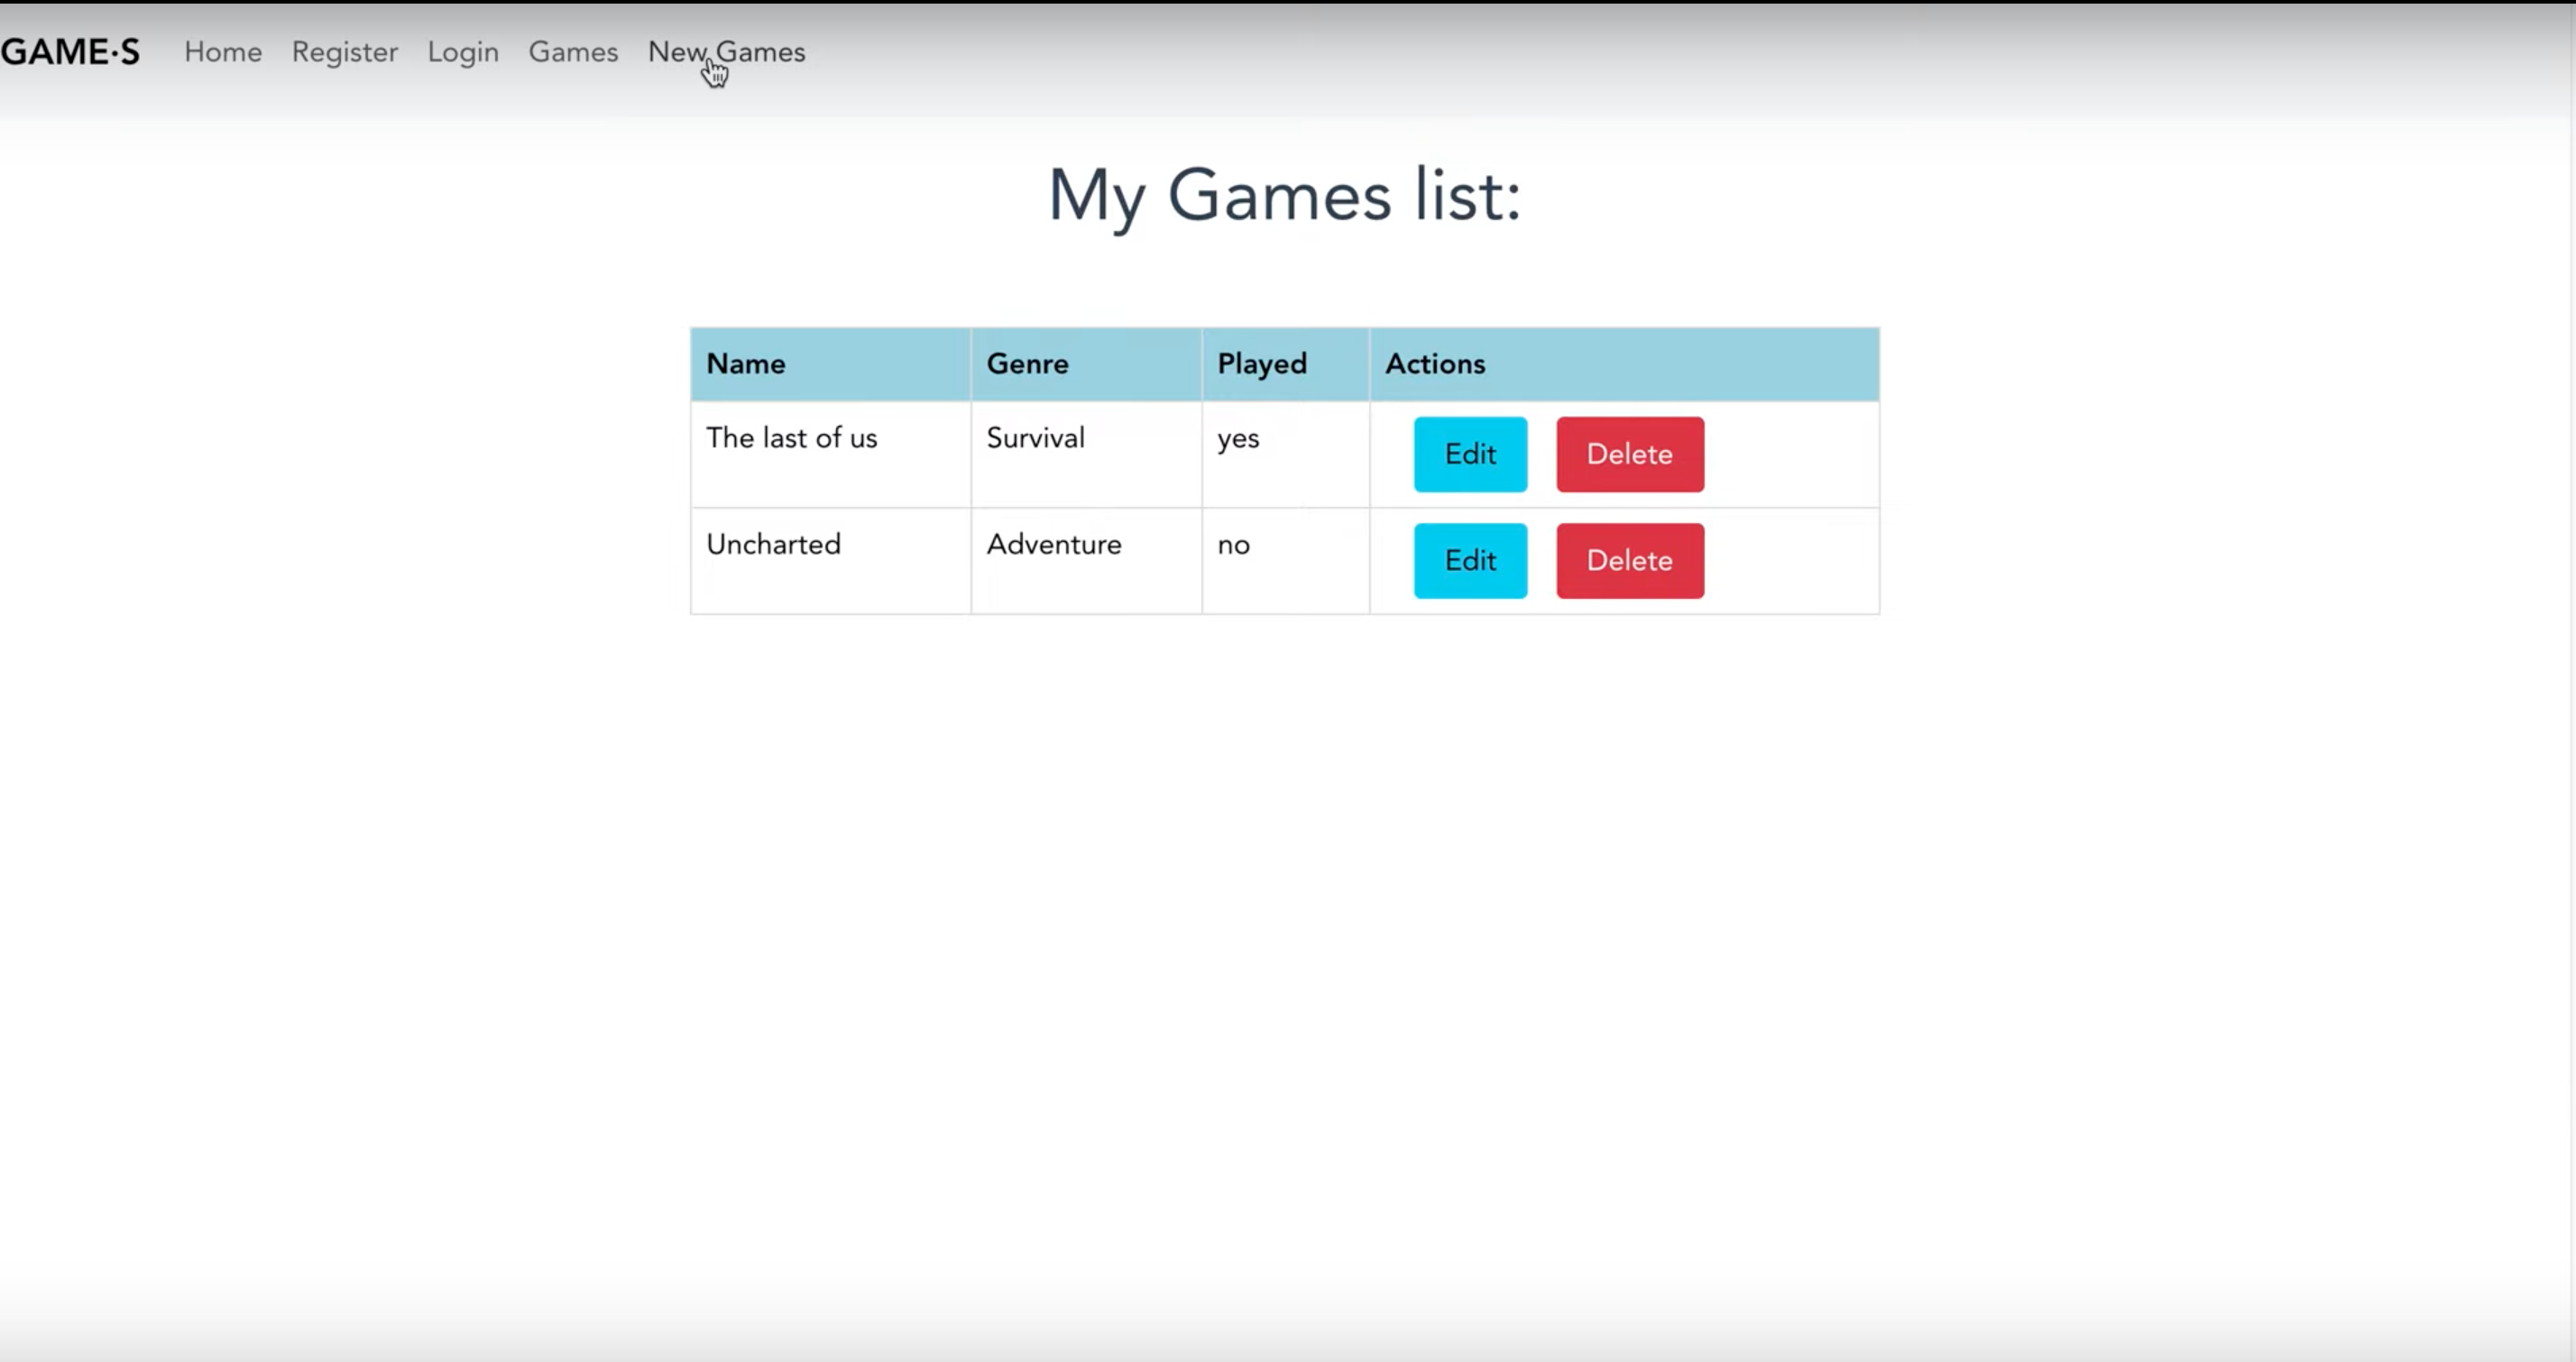 GAME·S Home Register Login Games New Games
My Games list:
Name Genre Played Actions
The last of us Survival yes Edit Delete
Uncharted Adventure no Edit Delete